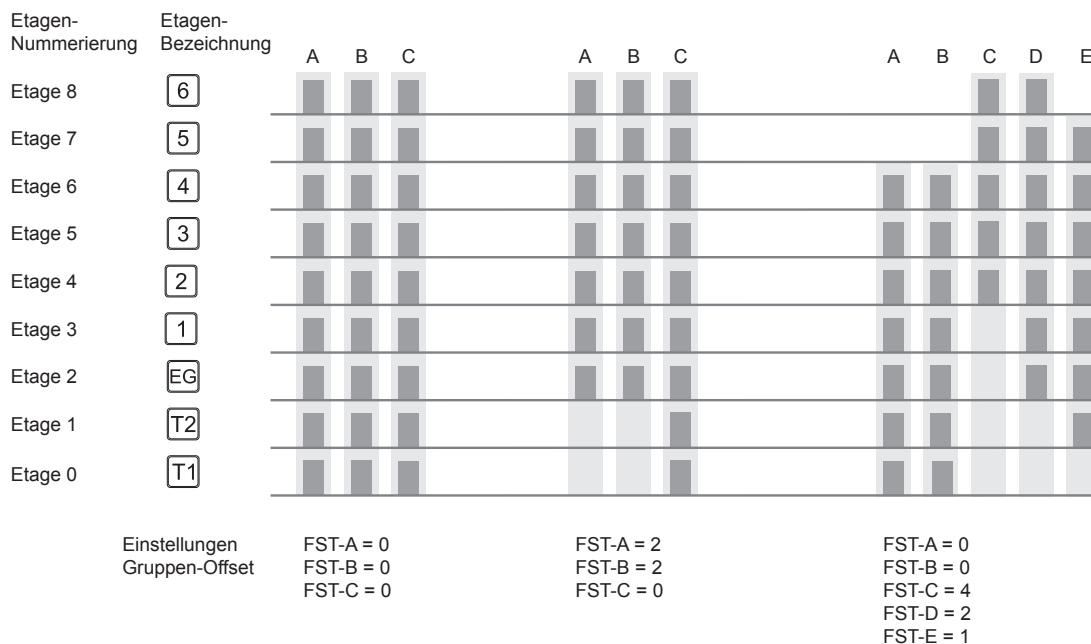 Etagen-
Nummerierung
Etagen-
Bezeichnung
A B C
A B C
A B C D E
Etage 8 6
Etage 7 5
Etage 6 4
Etage 5 3
Etage 4 2
Etage 3 1
Etage 2 EG
Etage 1 T2
Etage 0 T1
Einstellungen
Gruppen-Offset
FST-A = 0
FST-B = 0
FST-C = 0
FST-A = 2
FST-B = 2
FST-C = 0
FST-A = 0
FST-B = 0
FST-C = 4
FST-D = 2
FST-E = 1